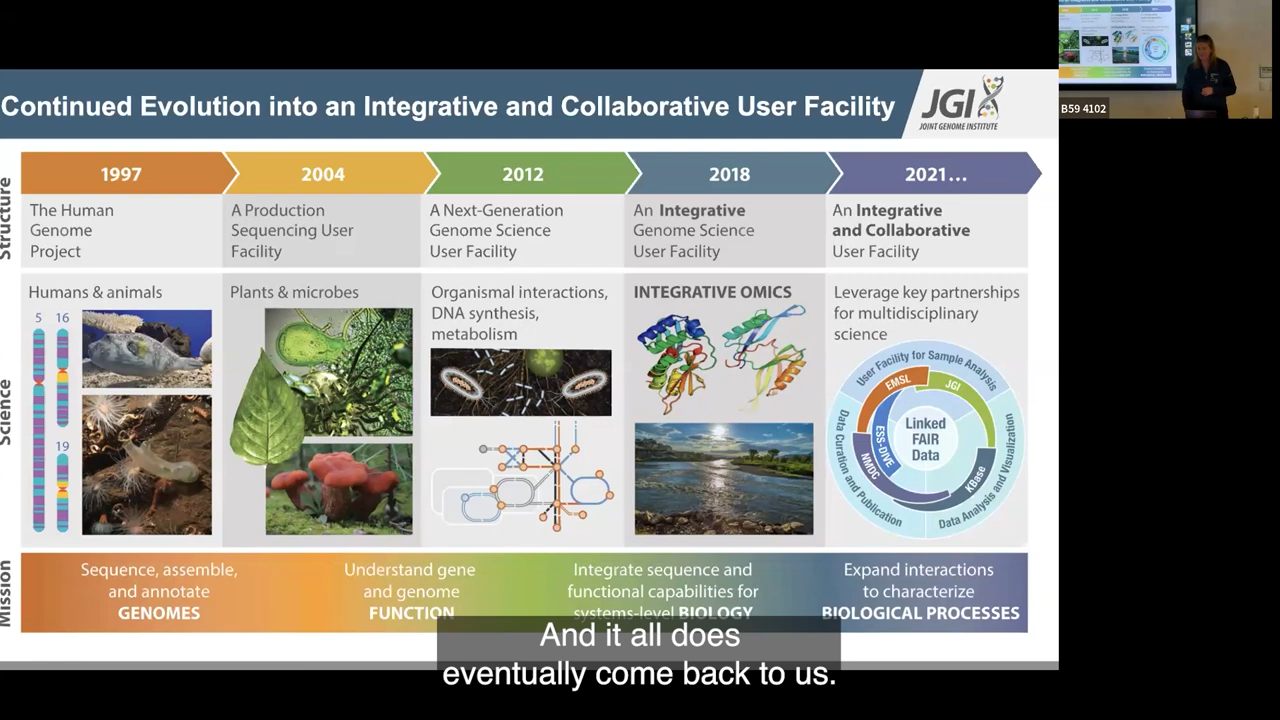 Continued Evolution into an Integrative and Collaborative User Facility
JGI
JOINT GENOME INSTITUTE
B59 4102
Structure
1997
2004
2012
2018
2021…
The Human
Genome
Project
A Production
Sequencing User
Facility
A Next-Generation
Genome Science
User Facility
An Integrative
Genome Science
User Facility
An Integrative
and Collaborative
User Facility
Science
Humans & animals
5 16
19
Plants & microbes
Organismal interactions,
DNA synthesis,
metabolism
INTEGRATIVE OMICS
Leverage key partnerships
for multidisciplinary
science
User Facility for Sample Analysis
EMSL
JGI
ESS-DIVE
NMDC
KBase
Linked
FAIR
Data
Data Curation and Publication
Data Analysis and Visualization
Mission
Sequence, assemble,
and annotate
GENOMES
Understand gene
and genome
FUNCTION
Integrate sequence and
functional capabilities for
systems-level BIOLOGY
Expand interactions
to characterize
BIOLOGICAL PROCESSES
And it all does
eventually come back to us.